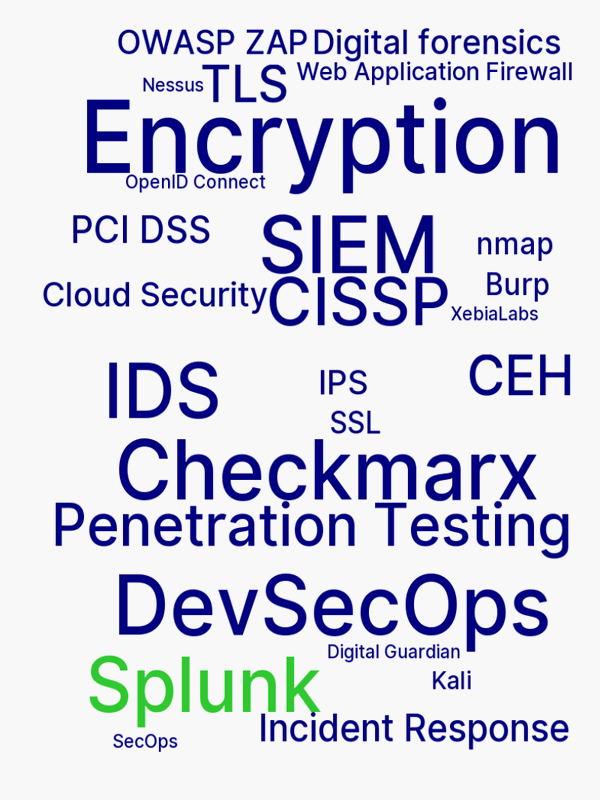 OWASP ZAP
Digital forensics
Web Application Firewall
Nessus
TLS
Encryption
OpenID Connect
PCI DSS
SIEM
nmap
Cloud Security
CISSP
Burp
XebiaLabs
IDS
IPS
CEH
SSL
Checkmarx
Penetration Testing
DevSecOps
Digital Guardian
Splunk
Kali
Incident Response
SecOps